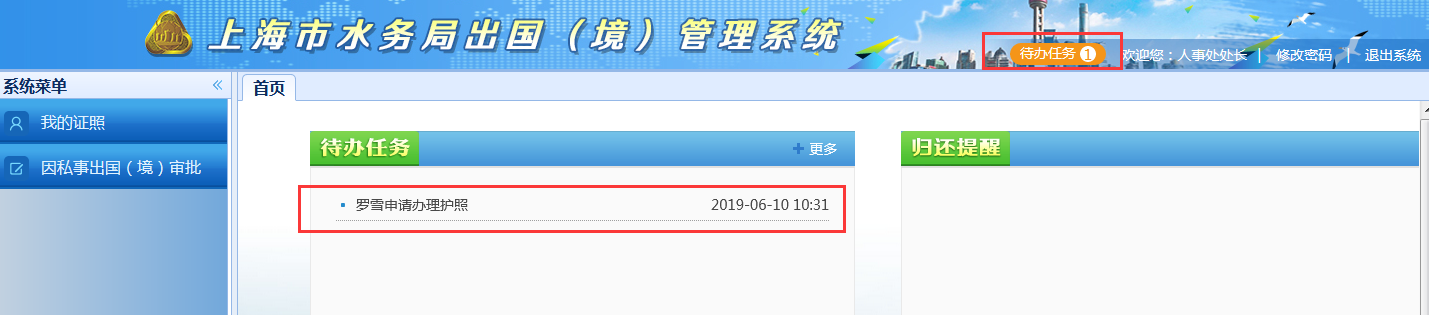 上海市水务局出国（境）管理系统
待办任务 1 欢迎您：人事处处长 | 修改密码 | 退出系统
系统菜单 «
首页
我的证照
因私事出国（境）审批
待办任务 + 更多
归还提醒
罗雪申请办理护照 2019-06-10 10:31